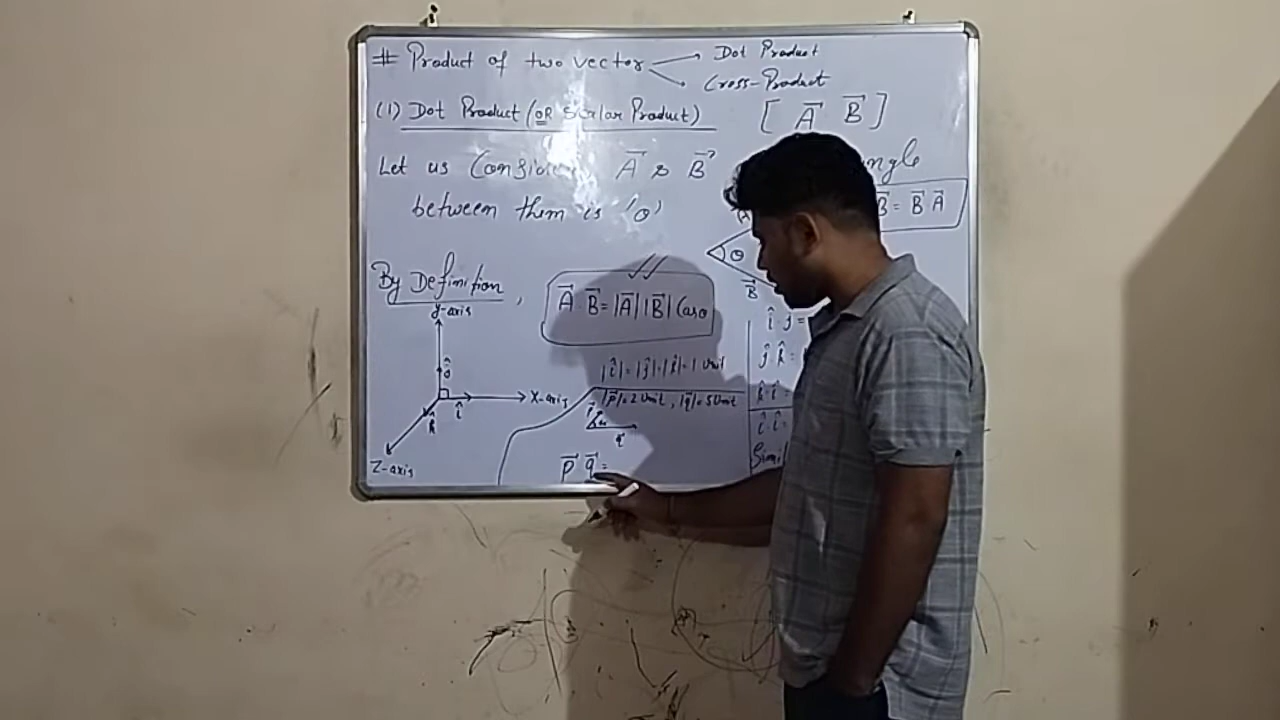 # Product of two vector
Dot Product
Cross-Product
(1) Dot Product (OR Scalar Product)
[ A⃗ B⃗ ]
Let us Consider A⃗ & B⃗
between them is 'θ'
B⃗ = B⃗ A⃗
θ
B⃗
By Definition,
A⃗ · B⃗ = |A⃗| |B⃗| Cosθ
y-axis
ĵ
X-axis
î
k̂
Z-axis
|î| = |ĵ| = |k̂| = 1 Unit
|p⃗| = 2 Unit, |q⃗| = 5 Unit
q⃗
p⃗ q⃗ =
î · ĵ =
ĵ · k̂ =
k̂ · î =
î · î =